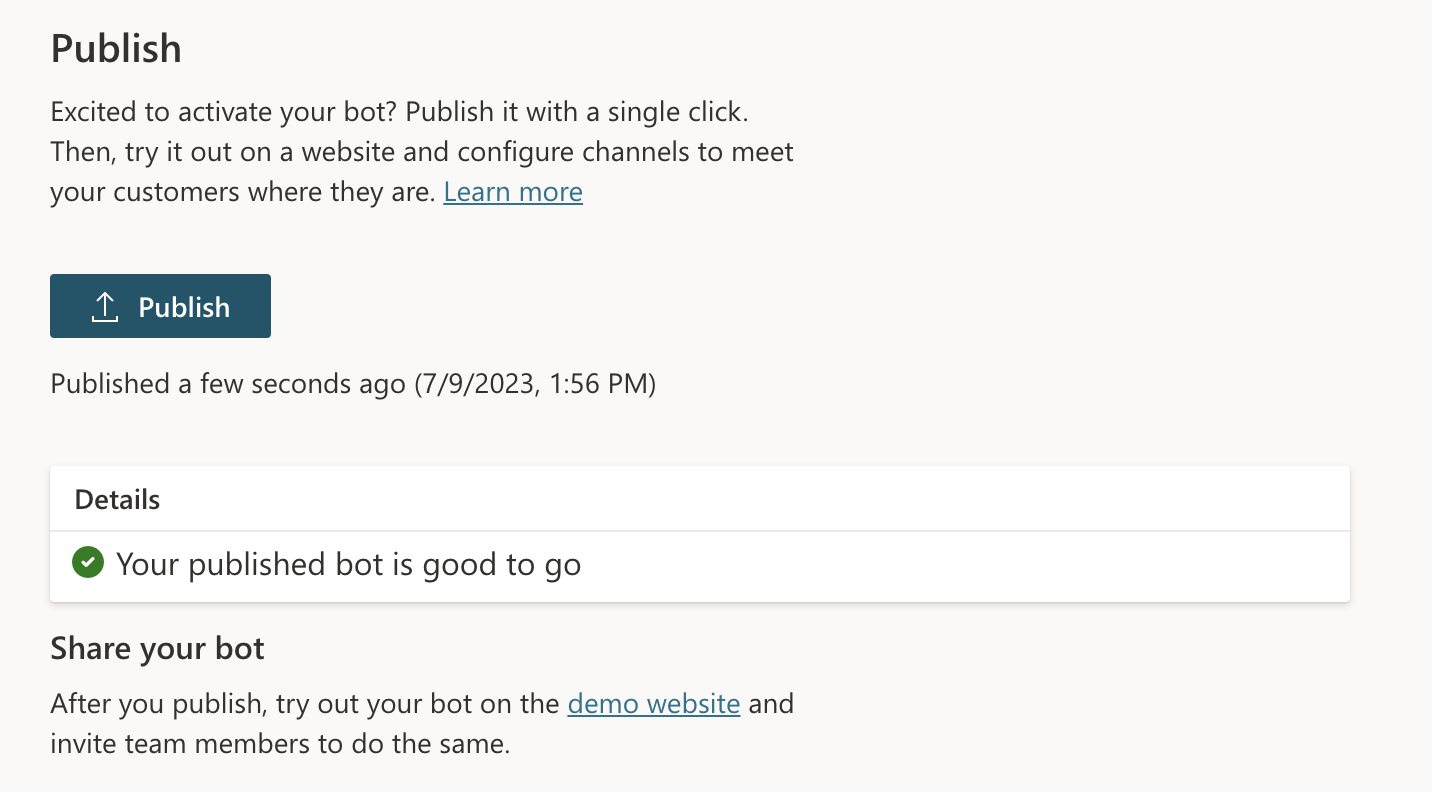 Publish
Excited to activate your bot? Publish it with a single click.
Then, try it out on a website and configure channels to meet
your customers where they are. Learn more
Publish
Published a few seconds ago (7/9/2023, 1:56 PM)
Details
Your published bot is good to go
Share your bot
After you publish, try out your bot on the demo website and
invite team members to do the same.